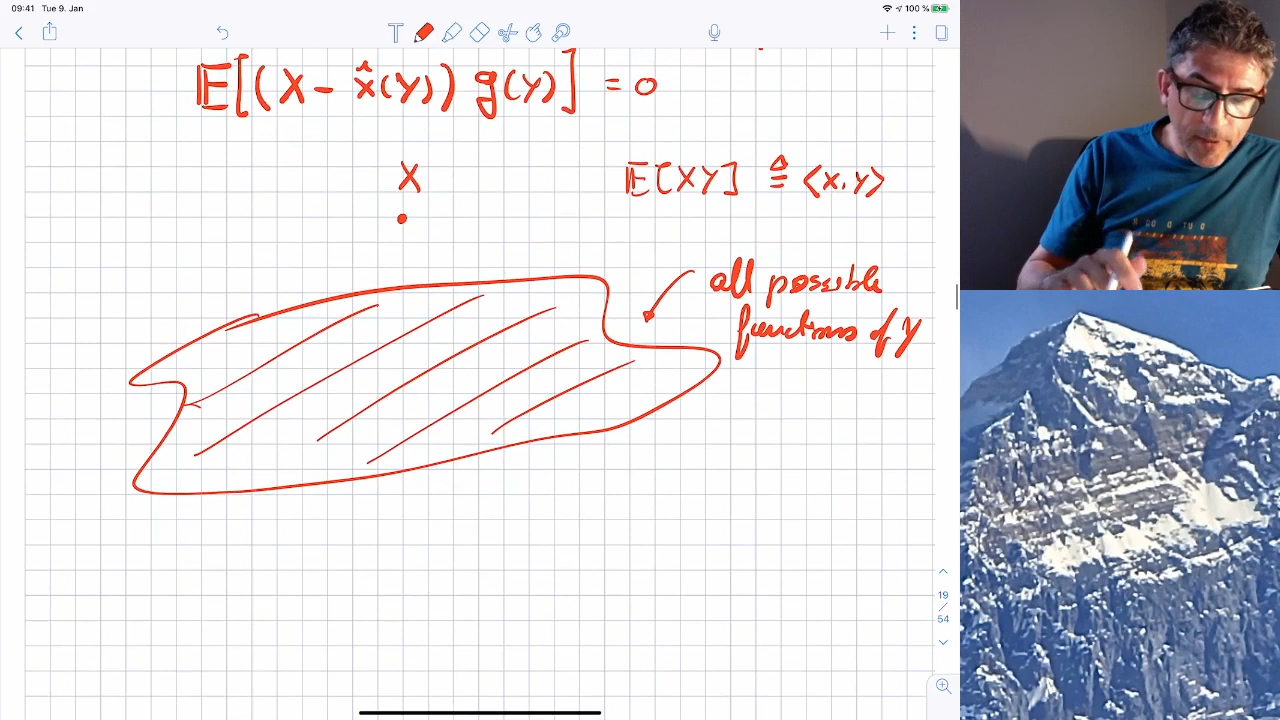 09:41 Tue 9. Jan
100 %
𝔼[(X - x̂(Y)) g(Y)] = 0
X
𝔼[XY] ≙ ⟨X,Y⟩
all possible
functions of Y
19
/
54